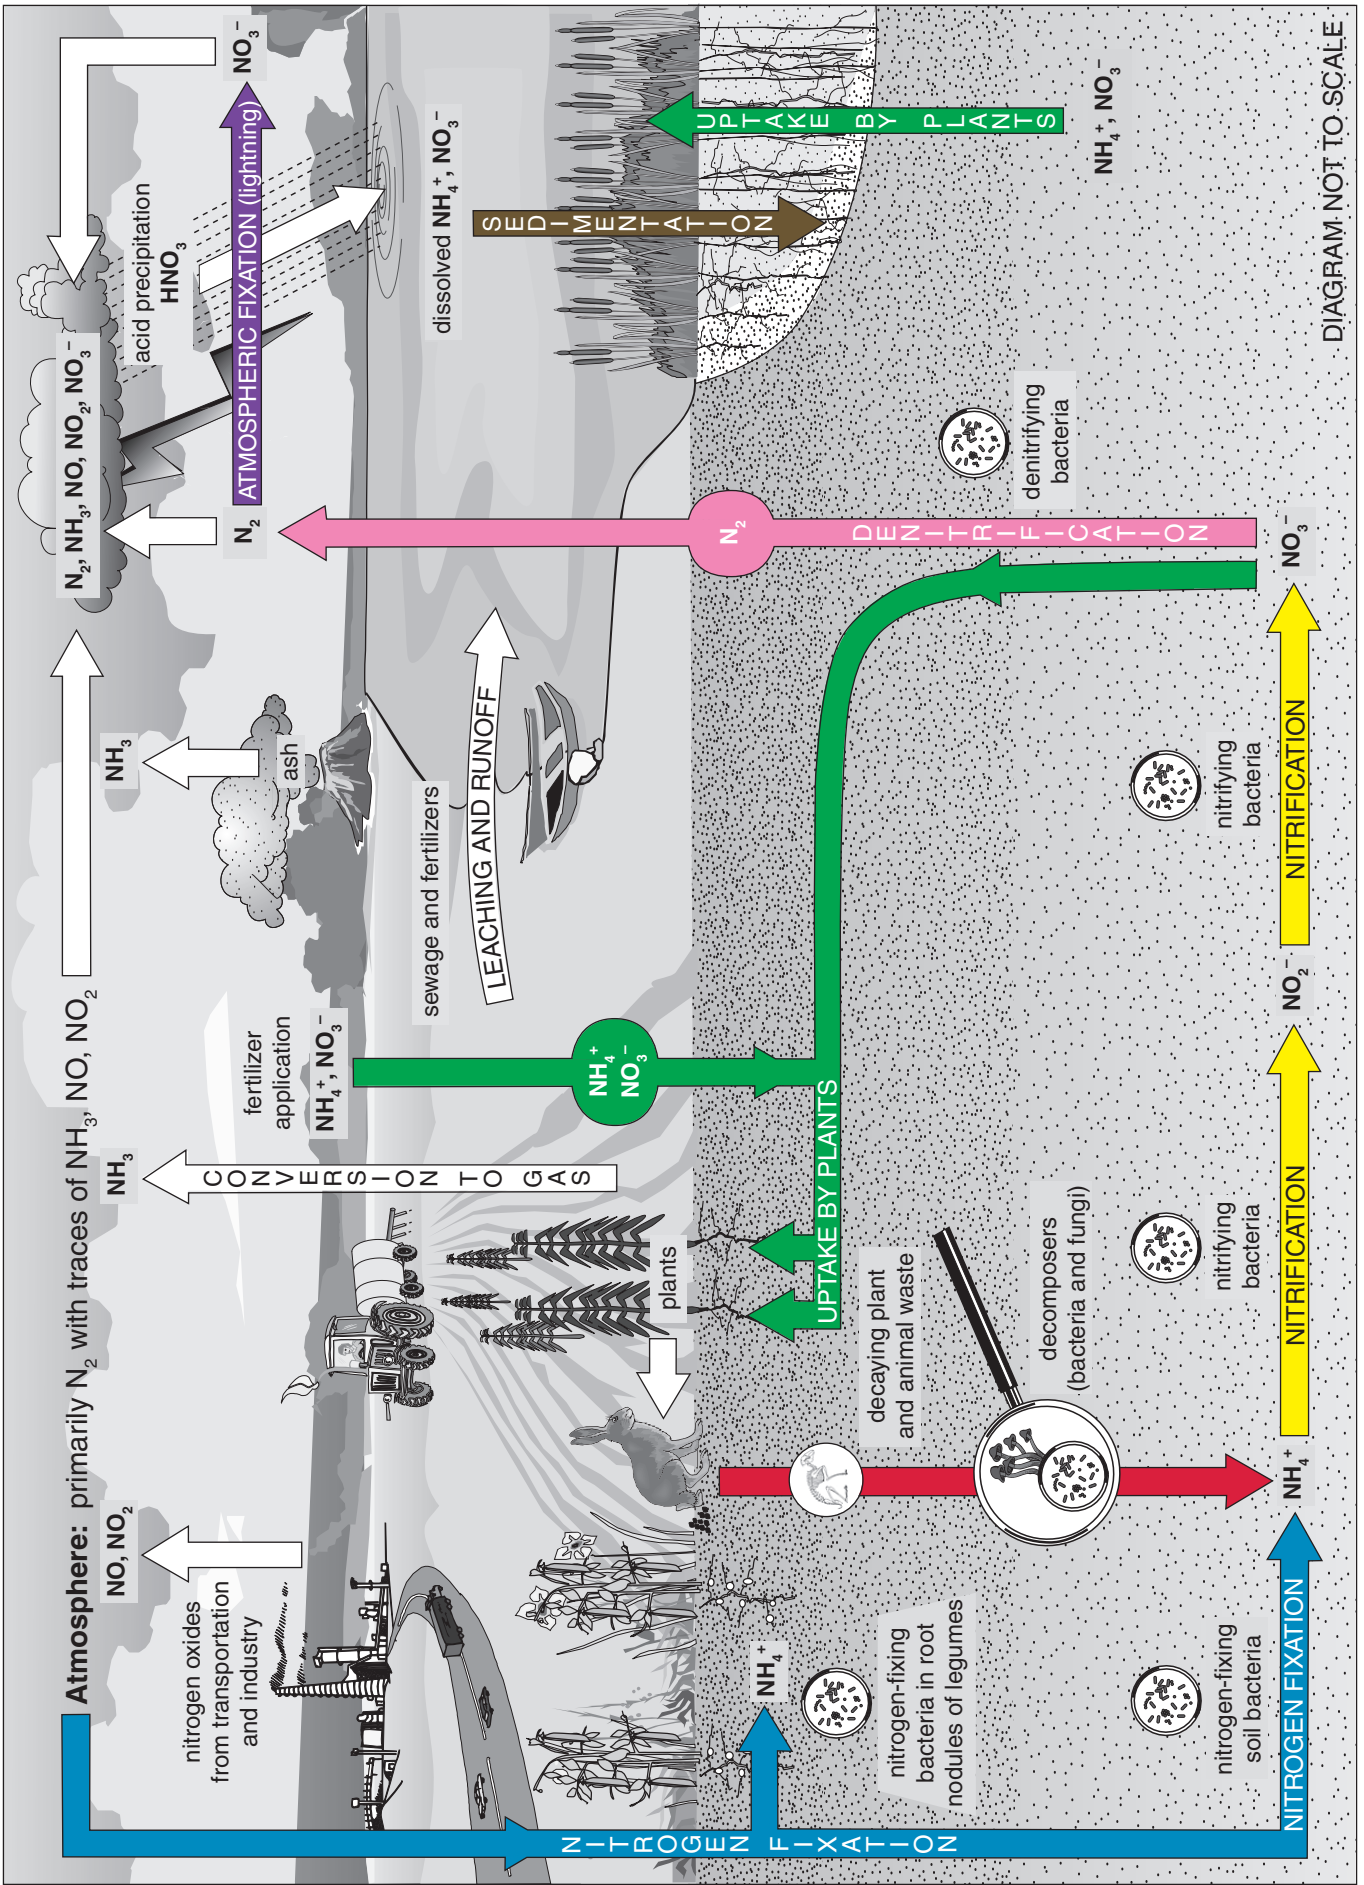 Atmosphere: primarily N₂ with traces of NH₃, NO, NO₂
N₂, NH₃, NO, NO₂, NO₃⁻
NO, NO₂
nitrogen oxides
from transportation
and industry
NH₃
CONVERSION TO GAS
fertilizer
application
NH₄⁺, NO₃⁻
NH₄⁺
NO₃⁻
NH₃
ash
N₂
ATMOSPHERIC FIXATION (lightning)
NO₃⁻
acid precipitation
HNO₃
sewage and fertilizers
LEACHING AND RUNOFF
dissolved NH₄⁺, NO₃⁻
SEDIMENTATION
UPTAKE BY PLANTS
NH₄⁺, NO₃⁻
plants
NITROGEN FIXATION
NH₄⁺
nitrogen-fixing
bacteria in root
nodules of legumes
decaying plant
and animal waste
UPTAKE BY PLANTS
N₂
DENITRIFICATION
denitrifying
bacteria
decomposers
(bacteria and fungi)
nitrogen-fixing
soil bacteria
nitrifying
bacteria
nitrifying
bacteria
NITROGEN FIXATION
NH₄⁺
NITRIFICATION
NO₂⁻
NITRIFICATION
NO₃⁻
DIAGRAM NOT TO SCALE